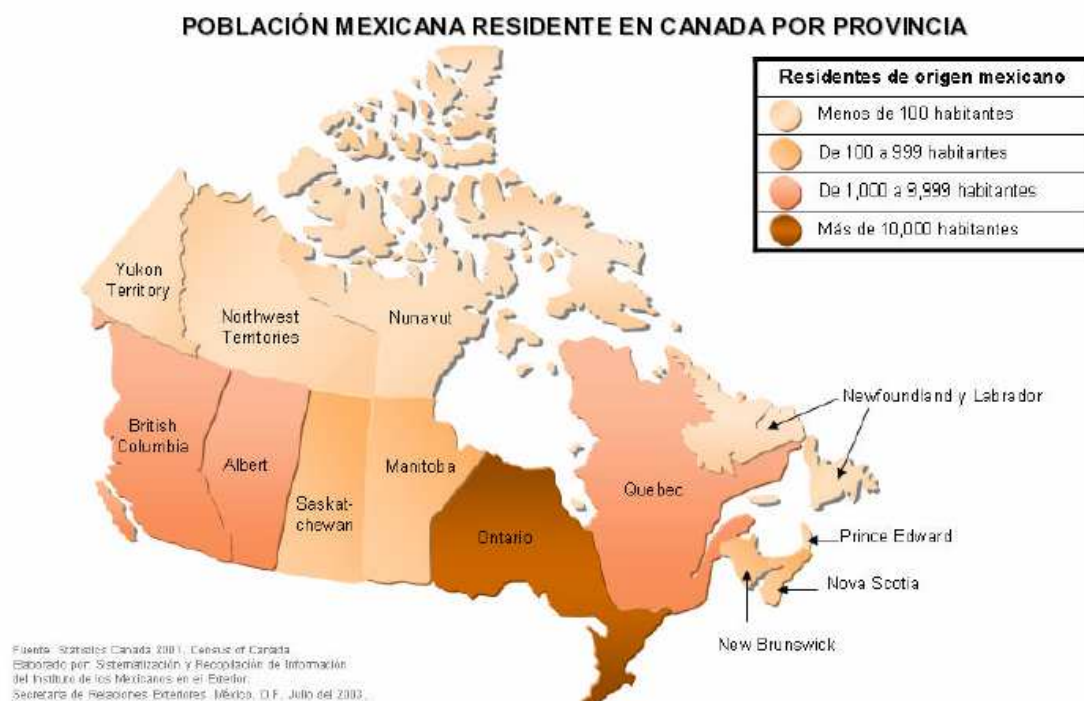 POBLACIÓN MEXICANA RESIDENTE EN CANADA POR PROVINCIA
Residentes de origen mexicano
Menos de 100 habitantes
De 100 a 999 habitantes
De 1,000 a 9,999 habitantes
Más de 10,000 habitantes
Yukon
Territory
Northwest
Territories
Nunavut
British
Columbia
Albert
Saskat-
chewan
Manitoba
Ontario
Quebec
Newfoundland y Labrador
Prince Edward
Nova Scotia
New Brunswick
Fuente: Statistics Canada 2001, Census of Canada
Elaborado por: Sistematización y Recopilación de Información
del Instituto de los Mexicanos en el Exterior.
Secretaria de Relaciones Exteriores. México, D.F. Julio del 2003.